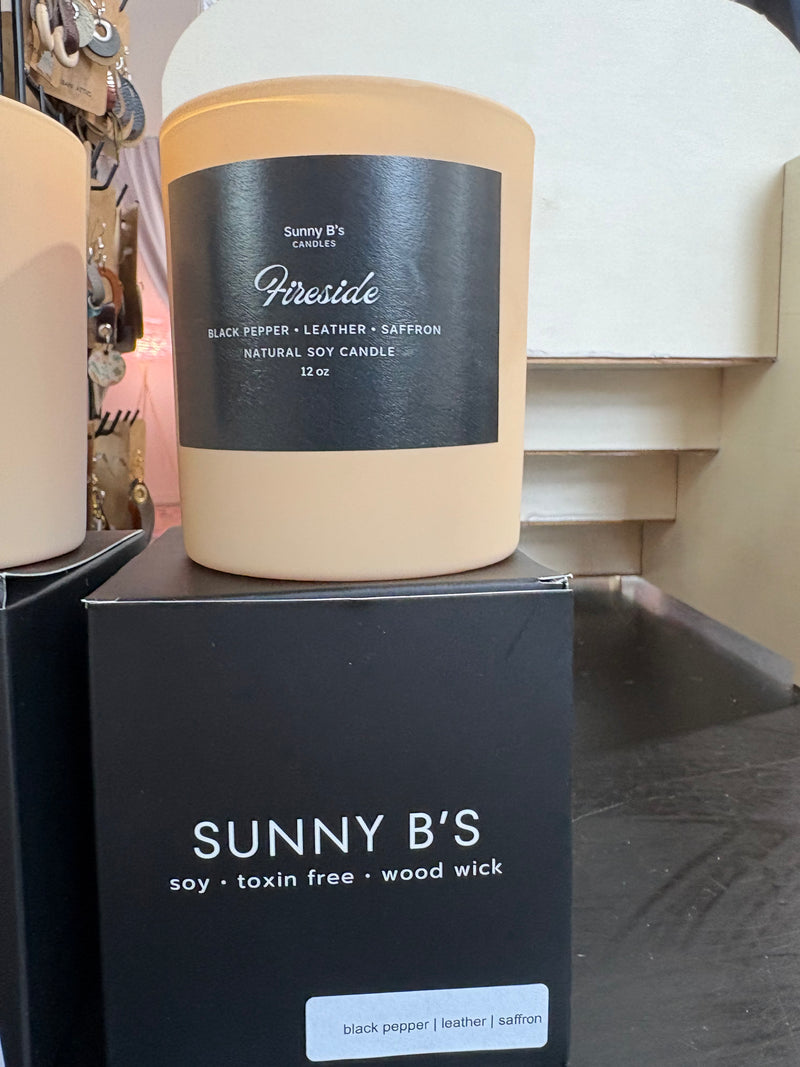 Sunny B's
CANDLES
Fireside
BLACK PEPPER • LEATHER • SAFFRON
NATURAL SOY CANDLE
12 oz
SUNNY B'S
soy · toxin free · wood wick
black pepper | leather | saffron